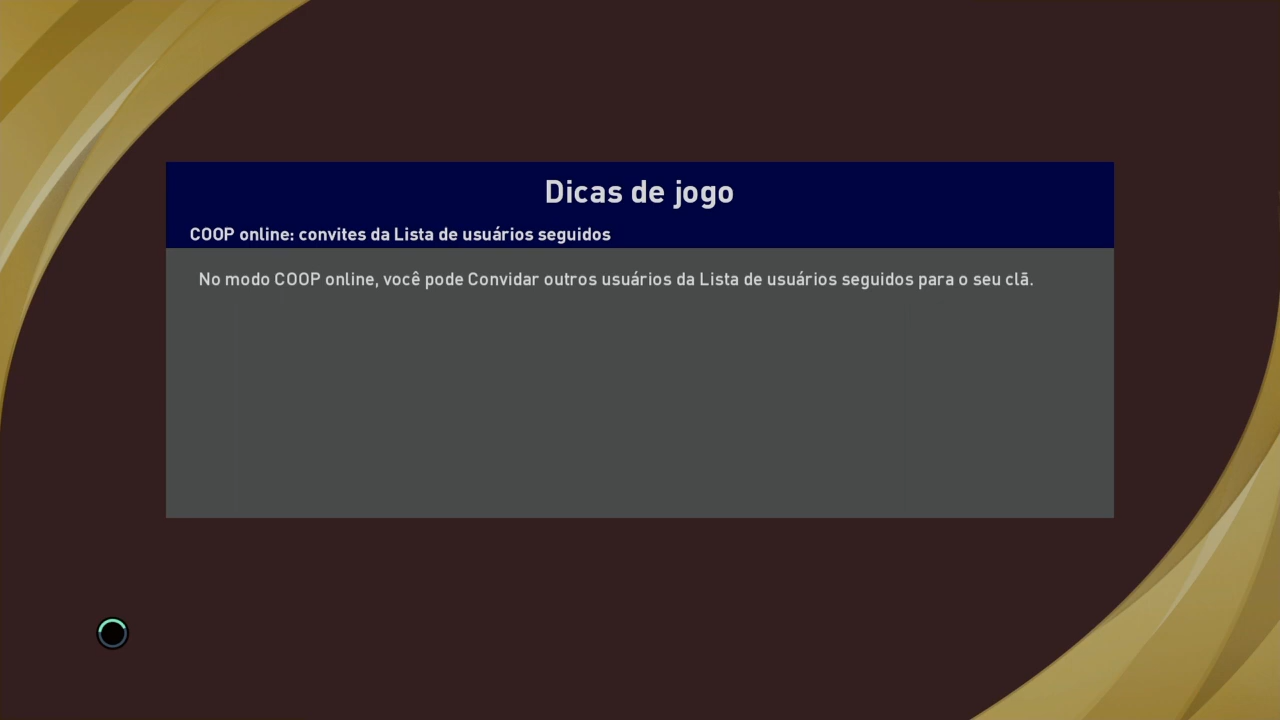 Dicas de jogo
COOP online: convites da Lista de usuários seguidos
No modo COOP online, você pode Convidar outros usuários da Lista de usuários seguidos para o seu clã.